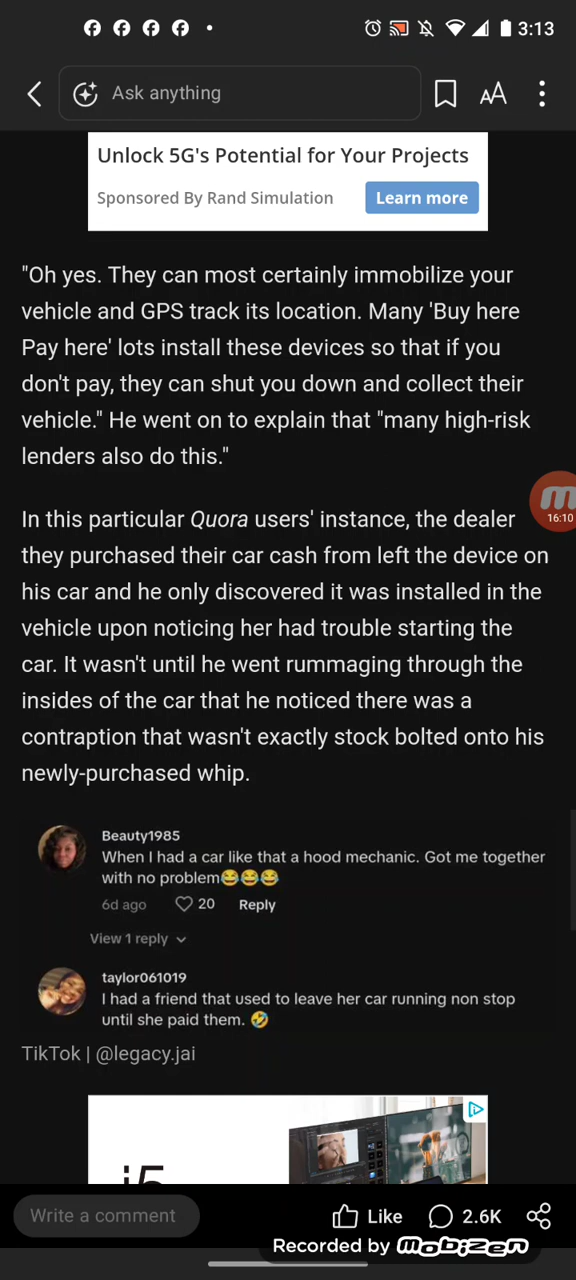 3:13
Ask anything
Unlock 5G's Potential for Your Projects
Sponsored By Rand Simulation
Learn more
"Oh yes. They can most certainly immobilize your
vehicle and GPS track its location. Many 'Buy here
Pay here' lots install these devices so that if you
don't pay, they can shut you down and collect their
vehicle." He went on to explain that "many high-risk
lenders also do this."
16:10
In this particular Quora users' instance, the dealer
they purchased their car cash from left the device on
his car and he only discovered it was installed in the
vehicle upon noticing her had trouble starting the
car. It wasn't until he went rummaging through the
insides of the car that he noticed there was a
contraption that wasn't exactly stock bolted onto his
newly-purchased whip.
Beauty1985
When I had a car like that a hood mechanic. Got me together
with no problem😂😂😂
6d ago 20 Reply
View 1 reply
taylor061019
I had a friend that used to leave her car running non stop
until she paid them. 🤣
TikTok | @legacy.jai
i5
Write a comment
Like
2.6K
Recorded by mobizen